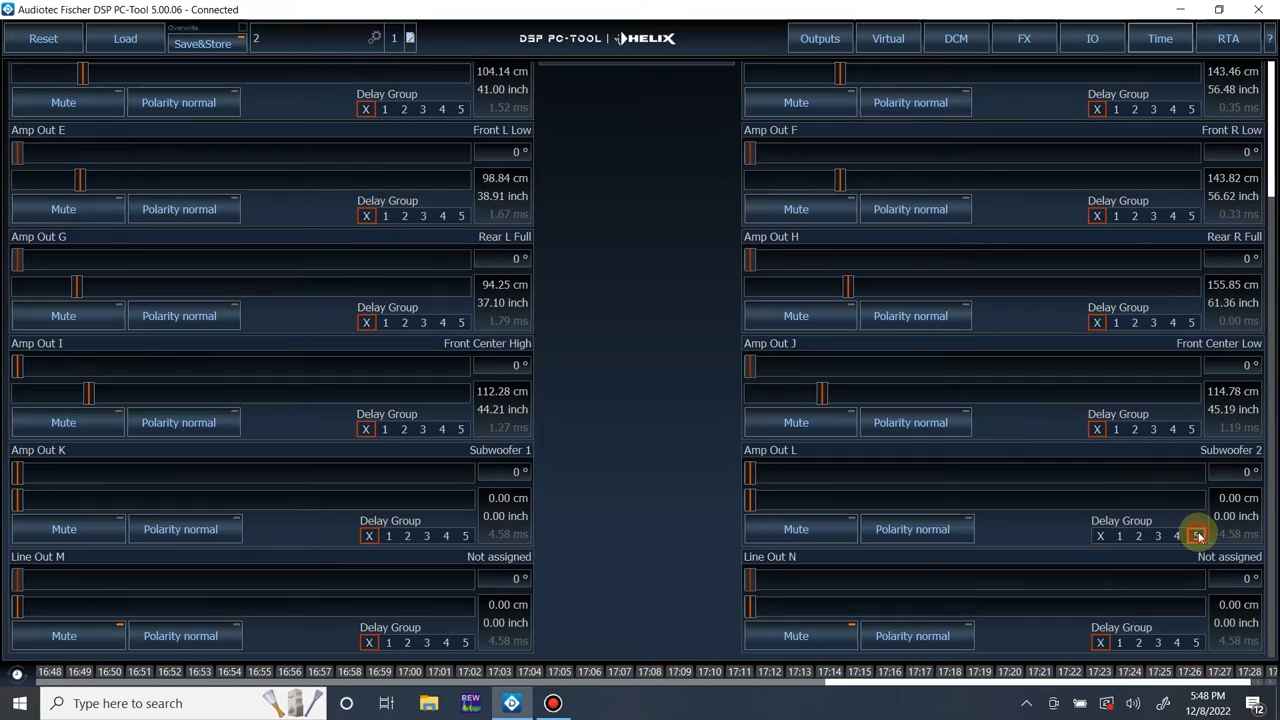 Audiotec Fischer DSP PC-Tool 5.00.06 - Connected
Reset
Load
Overwrite
Save&Store
2
1
DSP PC-TOOL | HELIX
Outputs
Virtual
DCM
FX
IO
Time
RTA
?
104.14 cm
41.00 inch
1.52 ms
Mute
Polarity normal
Delay Group
X 1 2 3 4 5
143.46 cm
56.48 inch
0.35 ms
Mute
Polarity normal
Delay Group
X 1 2 3 4 5
Amp Out E
Front L Low
0 °
98.84 cm
38.91 inch
1.67 ms
Mute
Polarity normal
Delay Group
X 1 2 3 4 5
Amp Out F
Front R Low
0 °
143.82 cm
56.62 inch
0.33 ms
Mute
Polarity normal
Delay Group
X 1 2 3 4 5
Amp Out G
Rear L Full
0 °
94.25 cm
37.10 inch
1.79 ms
Mute
Polarity normal
Delay Group
X 1 2 3 4 5
Amp Out H
Rear R Full
0 °
155.85 cm
61.36 inch
0.00 ms
Mute
Polarity normal
Delay Group
X 1 2 3 4 5
Amp Out I
Front Center High
0 °
112.28 cm
44.21 inch
1.27 ms
Mute
Polarity normal
Delay Group
X 1 2 3 4 5
Amp Out J
Front Center Low
0 °
114.78 cm
45.19 inch
1.19 ms
Mute
Polarity normal
Delay Group
X 1 2 3 4 5
Amp Out K
Subwoofer 1
0 °
0.00 cm
0.00 inch
4.58 ms
Mute
Polarity normal
Delay Group
X 1 2 3 4 5
Amp Out L
Subwoofer 2
0 °
0.00 cm
0.00 inch
4.58 ms
Mute
Polarity normal
Delay Group
X 1 2 3 4 5
Line Out M
Not assigned
0 °
0.00 cm
0.00 inch
4.58 ms
Mute
Polarity normal
Delay Group
X 1 2 3 4 5
Line Out N
Not assigned
0 °
0.00 cm
0.00 inch
4.58 ms
Mute
Polarity normal
Delay Group
X 1 2 3 4 5
16:48 16:49 16:50 16:51 16:52 16:53 16:54 16:55 16:56 16:57 16:58 16:59 17:00 17:01 17:02 17:03 17:04 17:05 17:06 17:07 17:08 17:09 17:10 17:11 17:12 17:13 17:14 17:15 17:16 17:17 17:18 17:19 17:20 17:21 17:22 17:23 17:24 17:25 17:26 17:27 17:28
Type here to search
REW
5:48 PM
12/8/2022
12